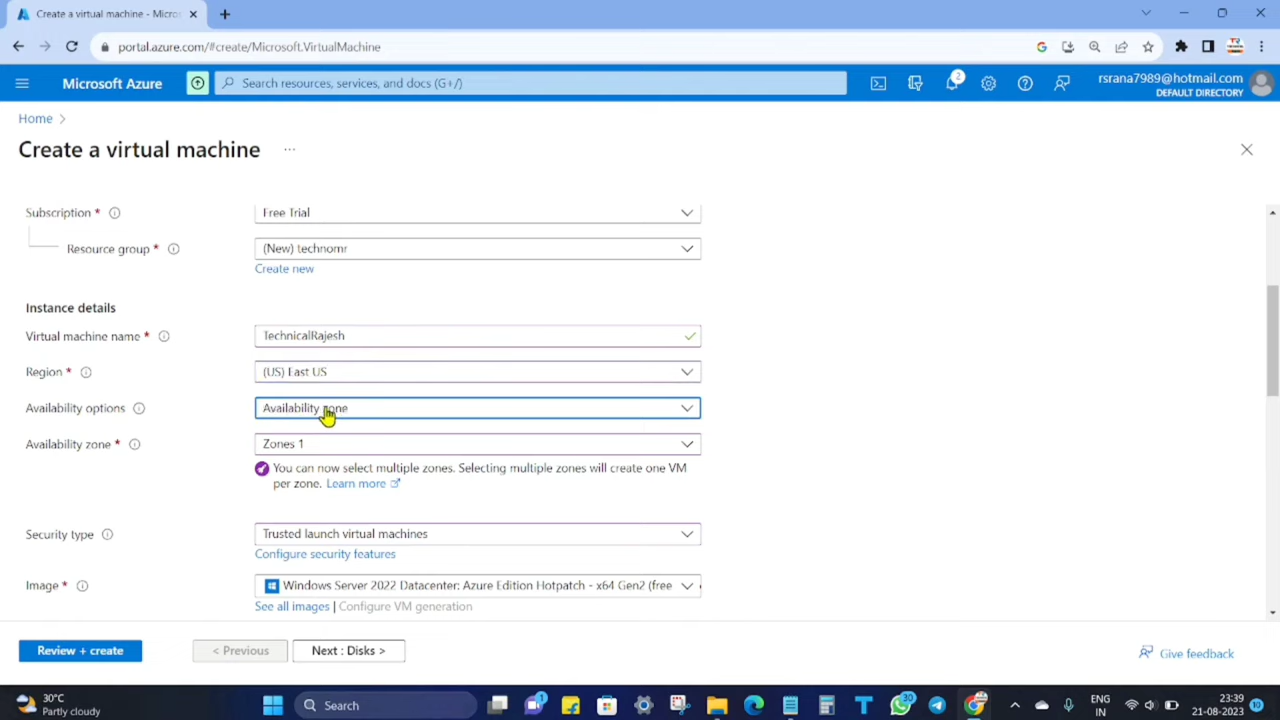 Create a virtual machine - Micros
portal.azure.com/#create/Microsoft.VirtualMachine
Microsoft Azure
Search resources, services, and docs (G+/)
2
rsrana7989@hotmail.com
DEFAULT DIRECTORY
Home >
Create a virtual machine ...
Subscription * Free Trial
Resource group * (New) technomr
Create new
Instance details
Virtual machine name * TechnicalRajesh
Region * (US) East US
Availability options Availability zone
Availability zone * Zones 1
You can now select multiple zones. Selecting multiple zones will create one VM
per zone. Learn more
Security type Trusted launch virtual machines
Configure security features
Image * Windows Server 2022 Datacenter: Azure Edition Hotpatch - x64 Gen2 (free
See all images | Configure VM generation
Review + create < Previous Next : Disks > Give feedback
30°C
Partly cloudy
Search
1
30
ENG
IN
23:39
21-08-2023
10